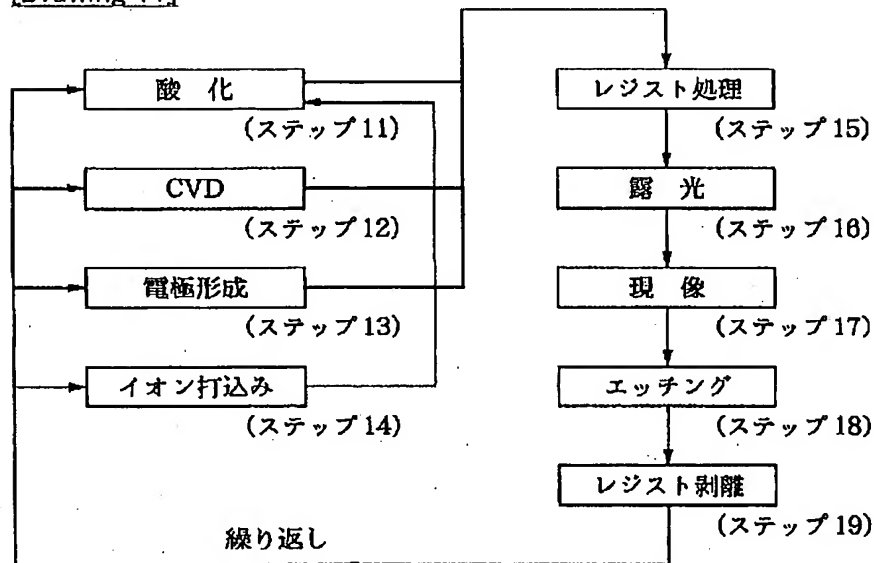 酸 化
(ステップ11)
CVD
(ステップ12)
電極形成
(ステップ13)
イオン打込み
(ステップ14)
レジスト処理
(ステップ15)
露 光
(ステップ16)
現 像
(ステップ17)
エッチング
(ステップ18)
レジスト剥離
(ステップ19)
繰り返し